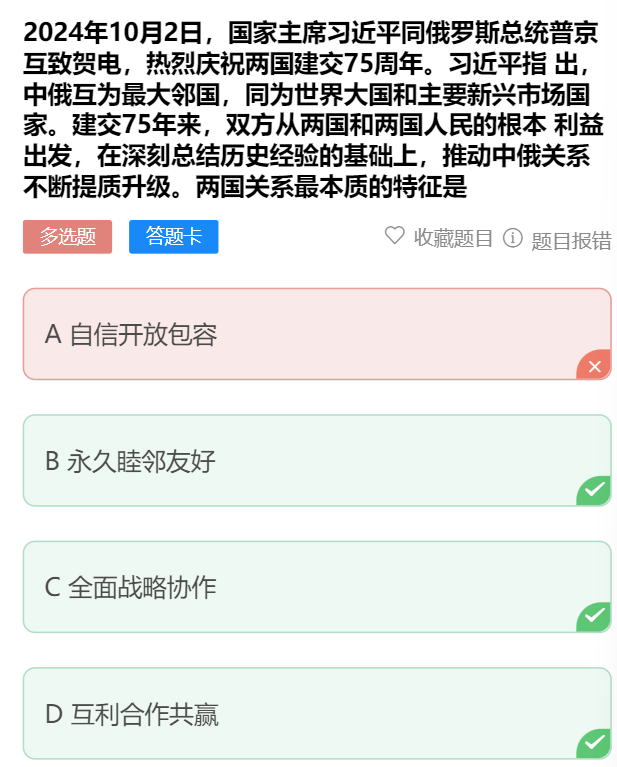 2024年10月2日，国家主席习近平同俄罗斯总统普京
互致贺电，热烈庆祝两国建交75周年。习近平指 出，
中俄互为最大邻国，同为世界大国和主要新兴市场国
家。建交75年来，双方从两国和两国人民的根本 利益
出发，在深刻总结历史经验的基础上，推动中俄关系
不断提质升级。两国关系最本质的特征是
多选题 答题卡 收藏题目 题目报错
A 自信开放包容
B 永久睦邻友好
C 全面战略协作
D 互利合作共赢